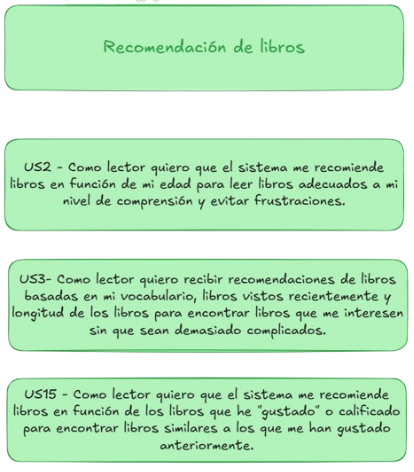 Recomendación de libros
US2 - Como lector quiero que el sistema me recomiende
libros en función de mi edad para leer libros adecuados a mi
nivel de comprensión y evitar frustraciones.
US3- Como lector quiero recibir recomendaciones de libros
basadas en mi vocabulario, libros vistos recientemente y
longitud de los libros para encontrar libros que me interesen
sin que sean demasiado complicados.
US15 - Como lector quiero que el sistema me recomiende
libros en función de los libros que he "gustado" o calificado
para encontrar libros similares a los que me han gustado
anteriormente.